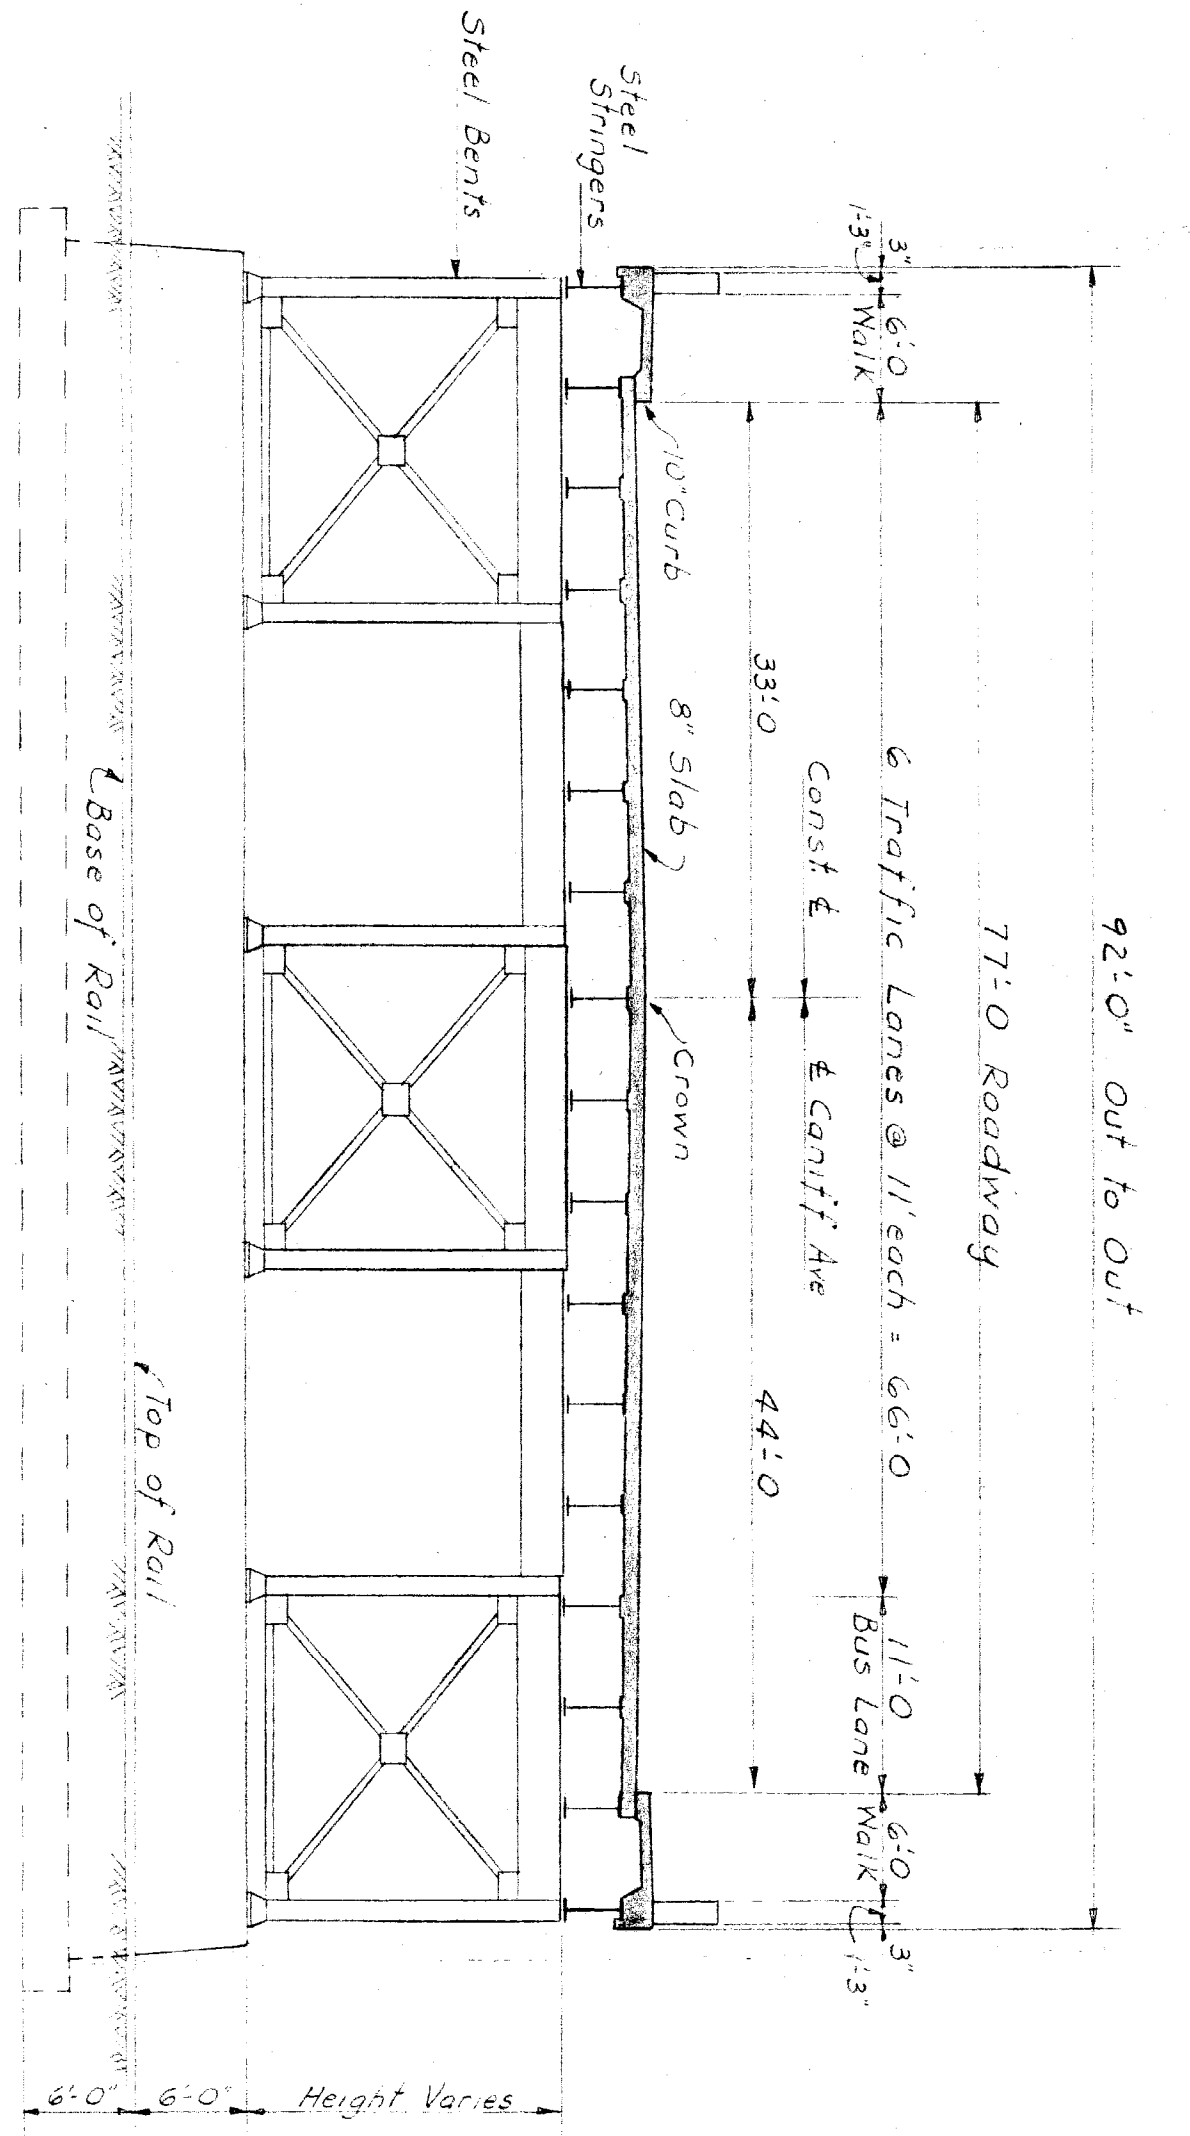 92'-0" Out to Out
77'-0 Roadway
3"
6'-0
6 Traffic Lanes @ 11' each = 66'-0
11'-0
6'-0
3"
1'-3"
Walk
Bus Lane
Walk
1'-3"
Const. ⅊
⅊ Caniff Ave
33'-0
44'-0
10" Curb
8" Slab
Crown
Steel
Stringers
Steel Bents
Height Varies
Top of Rail
6'-0"
Base of Rail
6'-0"